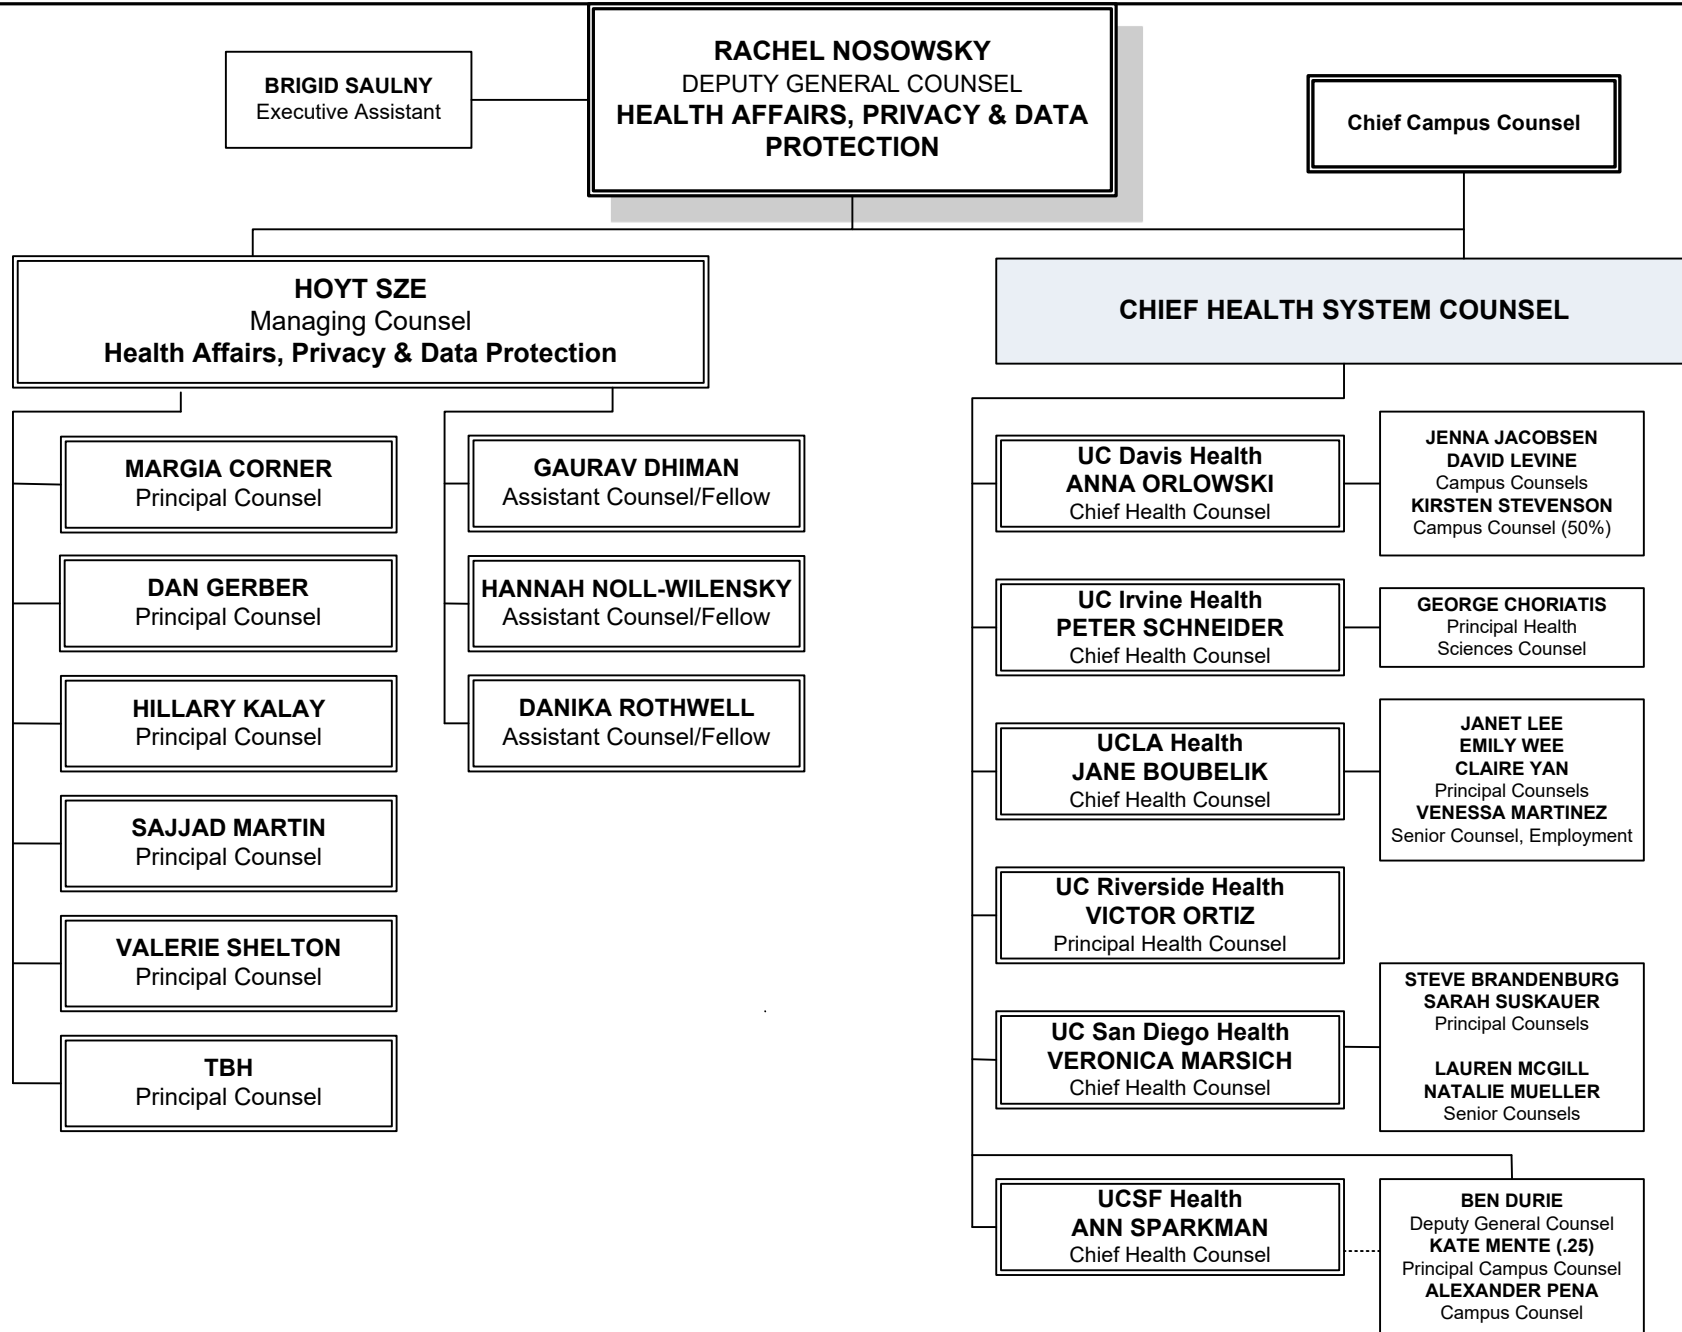 RACHEL NOSOWSKY
DEPUTY GENERAL COUNSEL
HEALTH AFFAIRS, PRIVACY & DATA
PROTECTION
BRIGID SAULNY
Executive Assistant
Chief Campus Counsel
HOYT SZE
Managing Counsel
Health Affairs, Privacy & Data Protection
MARGIA CORNER
Principal Counsel
DAN GERBER
Principal Counsel
HILLARY KALAY
Principal Counsel
SAJJAD MARTIN
Principal Counsel
VALERIE SHELTON
Principal Counsel
TBH
Principal Counsel
GAURAV DHIMAN
Assistant Counsel/Fellow
HANNAH NOLL-WILENSKY
Assistant Counsel/Fellow
DANIKA ROTHWELL
Assistant Counsel/Fellow
CHIEF HEALTH SYSTEM COUNSEL
UC Davis Health
ANNA ORLOWSKI
Chief Health Counsel
JENNA JACOBSEN
DAVID LEVINE
Campus Counsels
KIRSTEN STEVENSON
Campus Counsel (50%)
UC Irvine Health
PETER SCHNEIDER
Chief Health Counsel
GEORGE CHORIATIS
Principal Health
Sciences Counsel
UCLA Health
JANE BOUBELIK
Chief Health Counsel
JANET LEE
EMILY WEE
CLAIRE YAN
Principal Counsels
VENESSA MARTINEZ
Senior Counsel, Employment
UC Riverside Health
VICTOR ORTIZ
Principal Health Counsel
UC San Diego Health
VERONICA MARSICH
Chief Health Counsel
STEVE BRANDENBURG
SARAH SUSKAUER
Principal Counsels
LAUREN MCGILL
NATALIE MUELLER
Senior Counsels
UCSF Health
ANN SPARKMAN
Chief Health Counsel
BEN DURIE
Deputy General Counsel
KATE MENTE (.25)
Principal Campus Counsel
ALEXANDER PENA
Campus Counsel